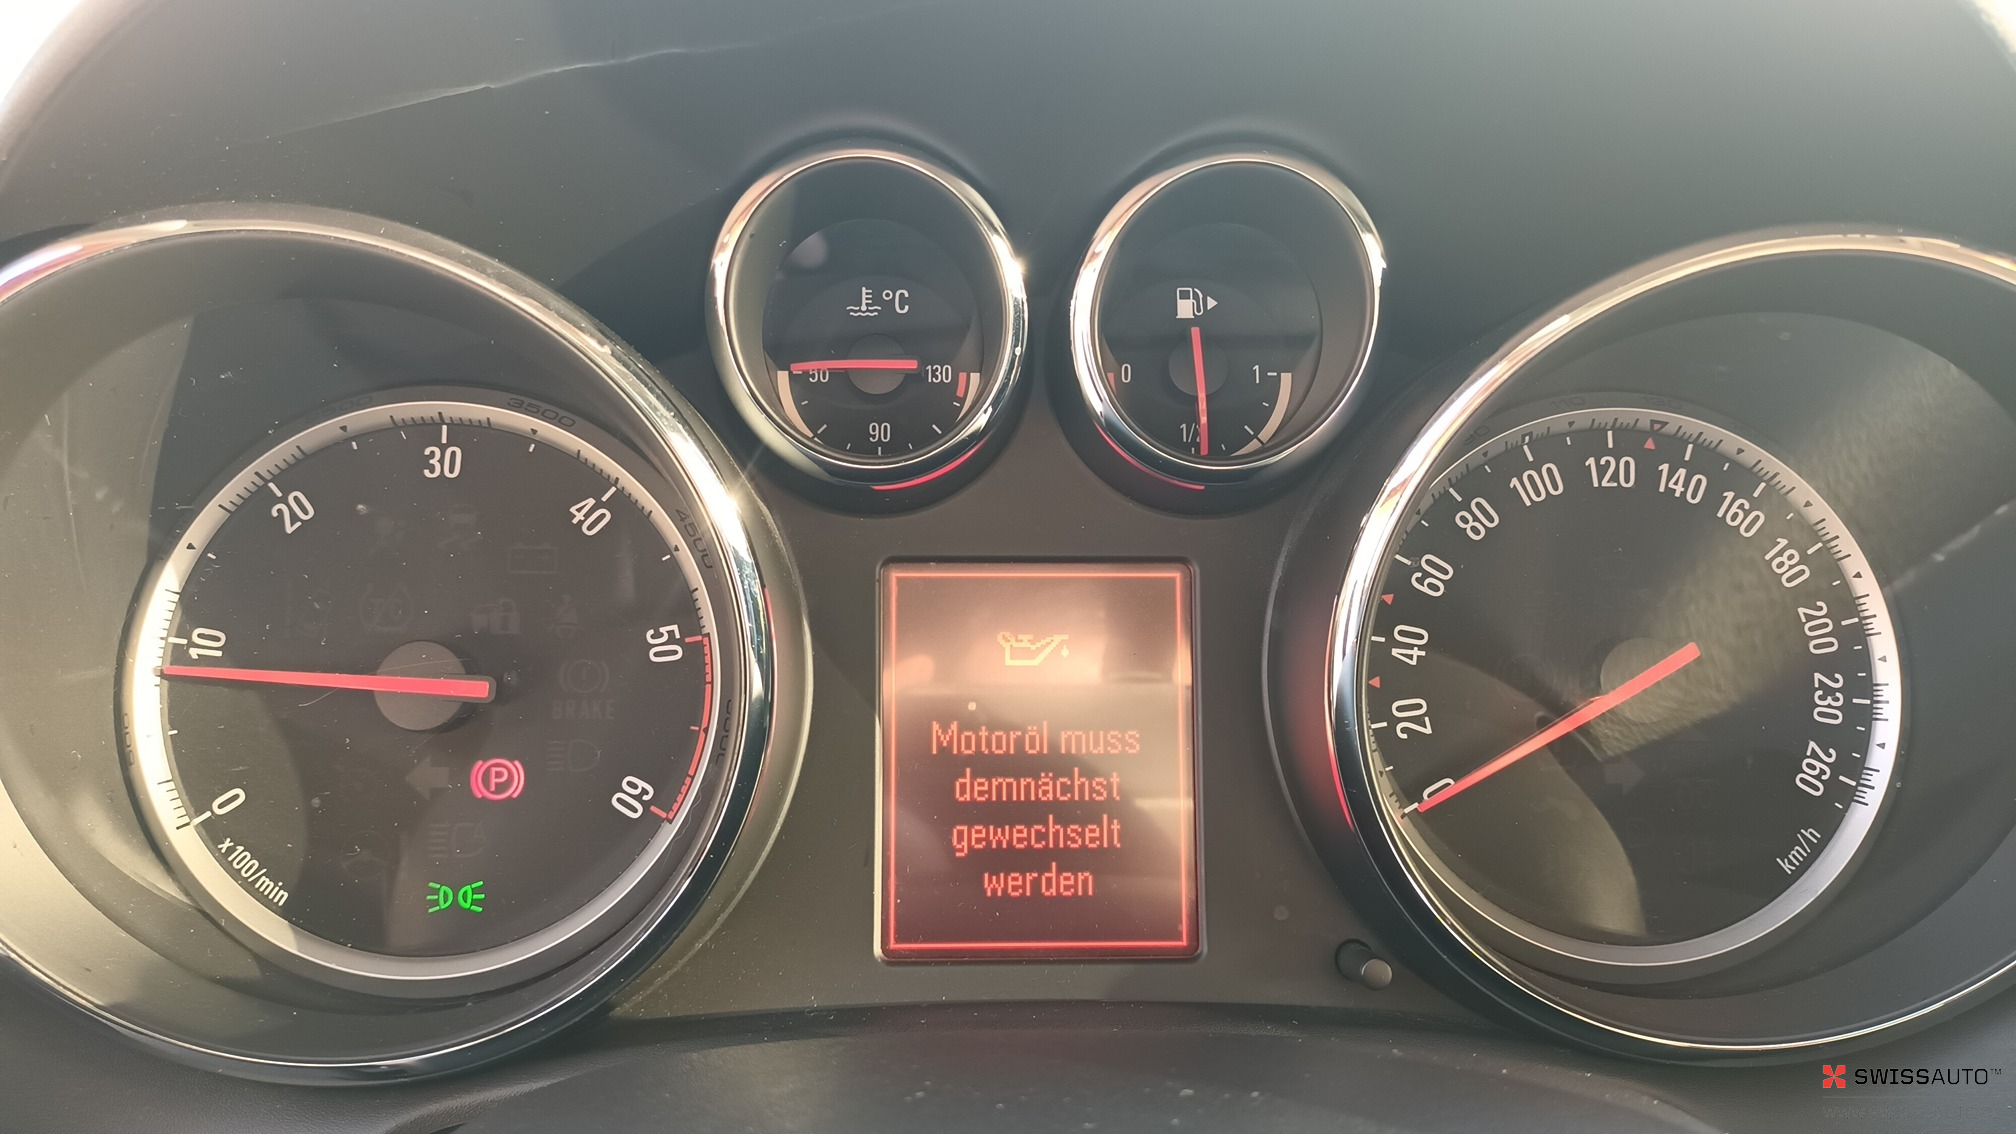 °C
50
130
90
0
1
1/2
10
20
30
40
50
60
0
x100/min
BRAKE
P
Motoröl muss
demnächst
gewechselt
werden
0
20
40
60
80
100
120
140
160
180
200
230
260
km/h
3500
4500
SWISSAUTO™